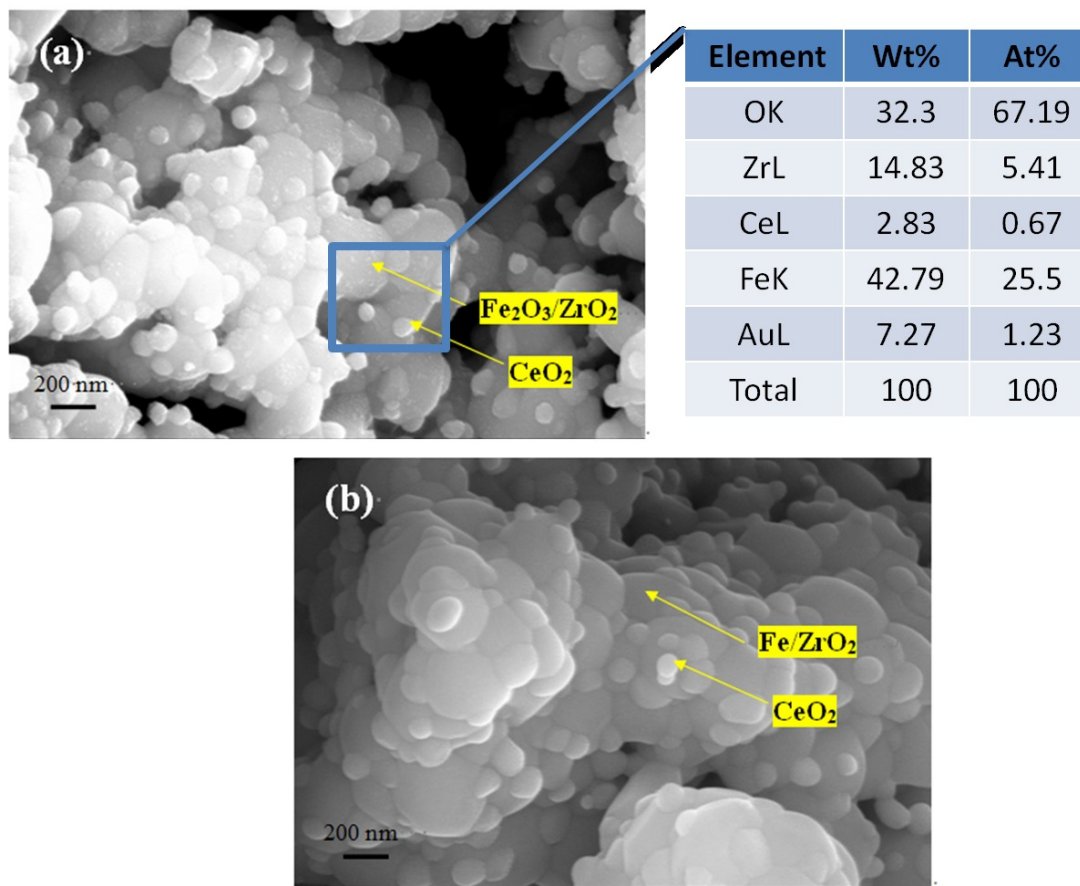 (a)
Fe₂O₃/ZrO₂
CeO₂
200 nm
Element Wt% At%
OK 32.3 67.19
ZrL 14.83 5.41
CeL 2.83 0.67
FeK 42.79 25.5
AuL 7.27 1.23
Total 100 100
(b)
Fe/ZrO₂
CeO₂
200 nm